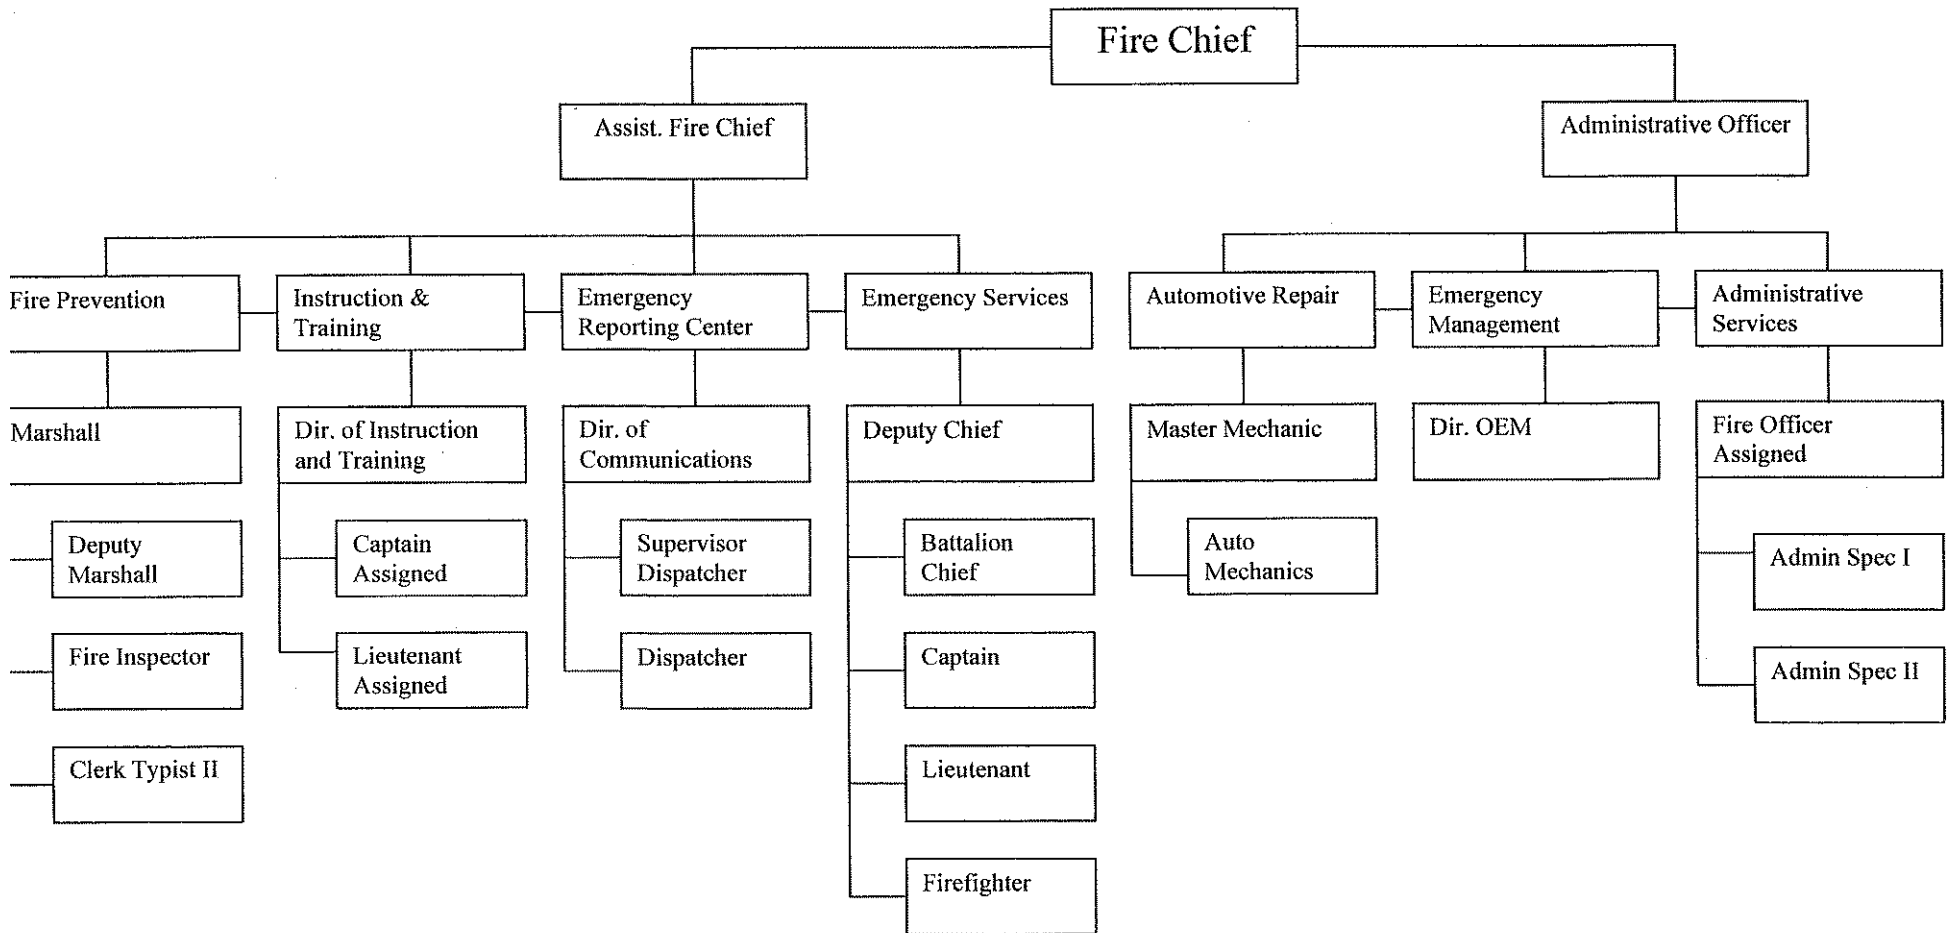 Fire Chief
Assist. Fire Chief
Administrative Officer
Fire Prevention
Instruction &
Training
Emergency
Reporting Center
Emergency Services
Automotive Repair
Emergency
Management
Administrative
Services
Marshall
Dir. of Instruction
and Training
Dir. of
Communications
Deputy Chief
Master Mechanic
Dir. OEM
Fire Officer
Assigned
Deputy
Marshall
Captain
Assigned
Supervisor
Dispatcher
Battalion
Chief
Auto
Mechanics
Admin Spec I
Fire Inspector
Lieutenant
Assigned
Dispatcher
Captain
Admin Spec II
Clerk Typist II
Lieutenant
Firefighter